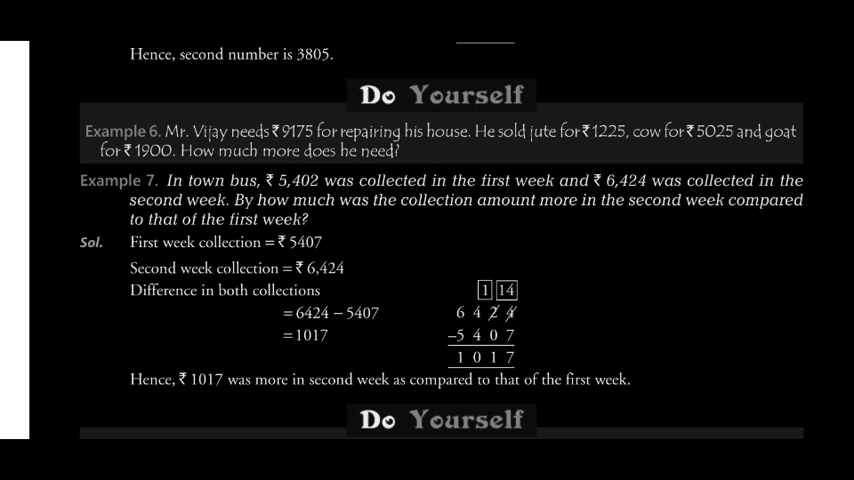 Hence, second number is 3805.
Do Yourself
Example 6. Mr. Vijay needs ₹ 9175 for repairing his house. He sold jute for ₹ 1225, cow for ₹ 5025 and goat
for ₹ 1900. How much more does he need?
Example 7. In town bus, ₹ 5,402 was collected in the first week and ₹ 6,424 was collected in the
second week. By how much was the collection amount more in the second week compared
to that of the first week?
Sol. First week collection = ₹ 5407
Second week collection = ₹ 6,424
Difference in both collections 1 14
= 6424 – 5407 6 4 2 4
= 1017 –5 4 0 7
1 0 1 7
Hence, ₹ 1017 was more in second week as compared to that of the first week.
Do Yourself